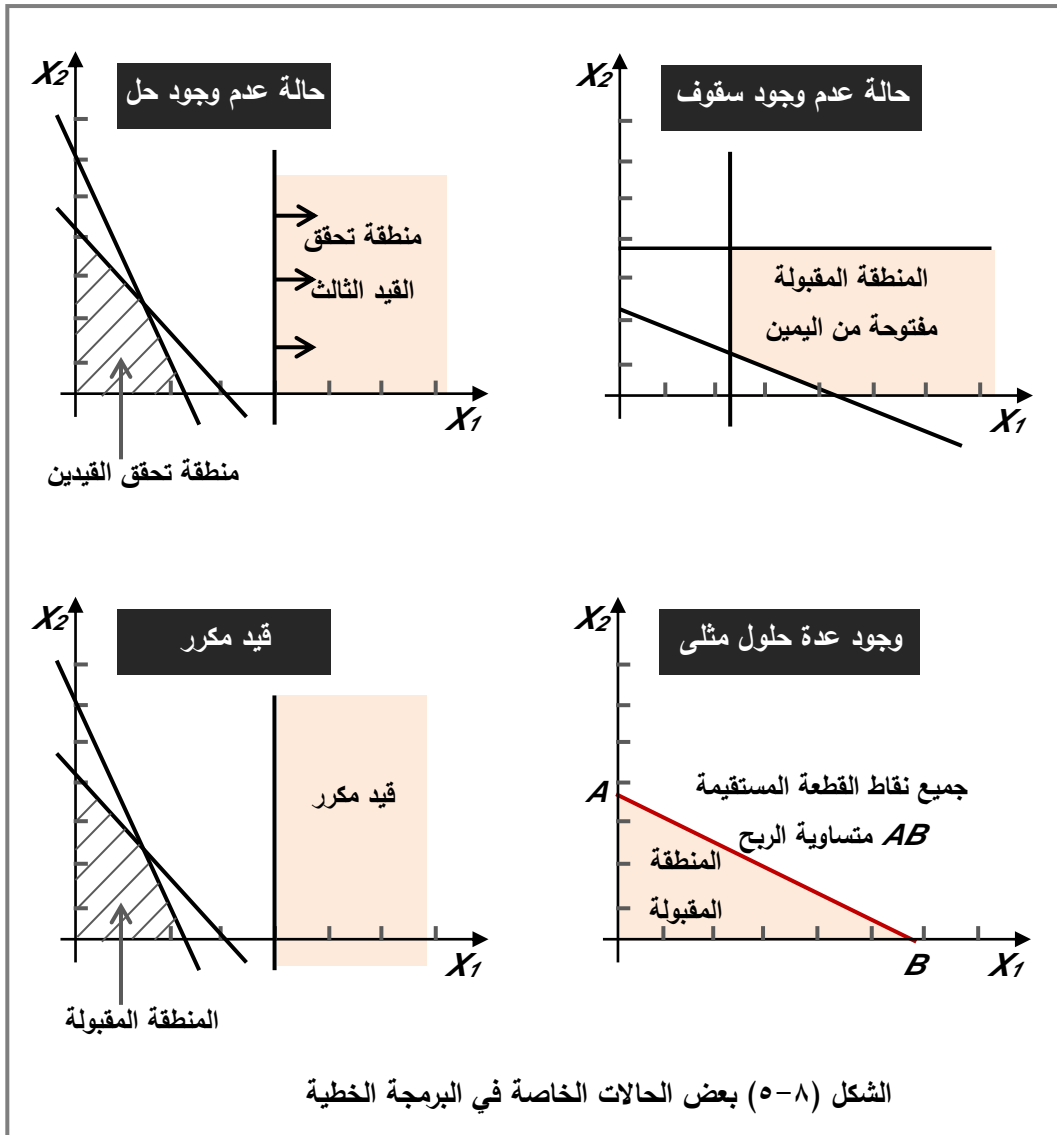 حالة عدم وجود سقوف
X2
المنطقة المقبولة
مفتوحة من اليمين
X1
حالة عدم وجود حل
X2
منطقة تحقق
القيد الثالث
X1
منطقة تحقق القيدين
وجود عدة حلول مثلى
X2
جميع نقاط القطعة المستقيمة
AB متساوية الربح
A
المنطقة
المقبولة
B
X1
قيد مكرر
X2
قيد مكرر
X1
المنطقة المقبولة
الشكل (٨-٥) بعض الحالات الخاصة في البرمجة الخطية